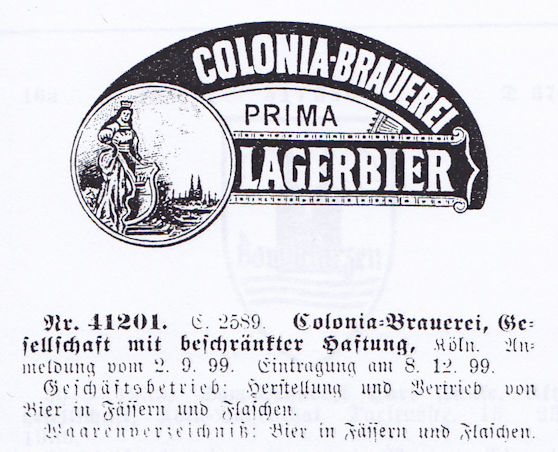 COLONIA-BRAUEREI
PRIMA
LAGERBIER
Nr. 41201. C. 2589. Colonia-Brauerei, Ge-
sellschaft mit beschränkter Haftung, Köln. An-
meldung vom 2. 9. 99. Eintragung am 8. 12. 99.
Geschäftsbetrieb: Herstellung und Vertrieb von
Bier in Fässern und Flaschen.
Waarenverzeichniß: Bier in Fässern und Flaschen.